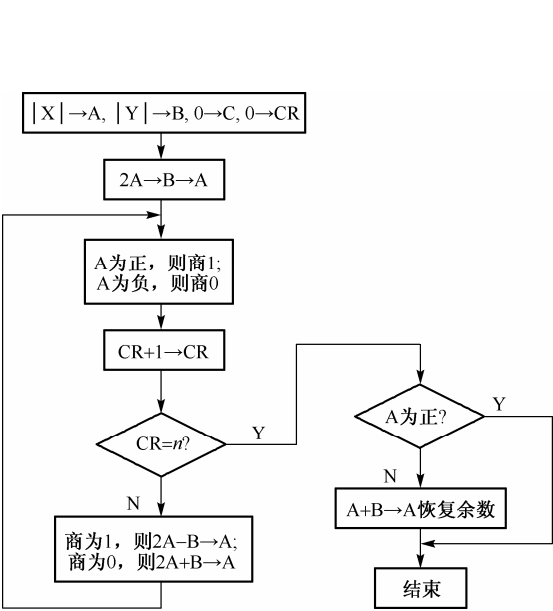 |X|→A, |Y|→B, 0→C, 0→CR
2A→B→A
A为正，则商1;
A为负，则商0
CR+1→CR
CR=n?
Y
A为正?
Y
N
N
A+B→A恢复余数
商为1，则2A−B→A;
商为0，则2A+B→A
结束